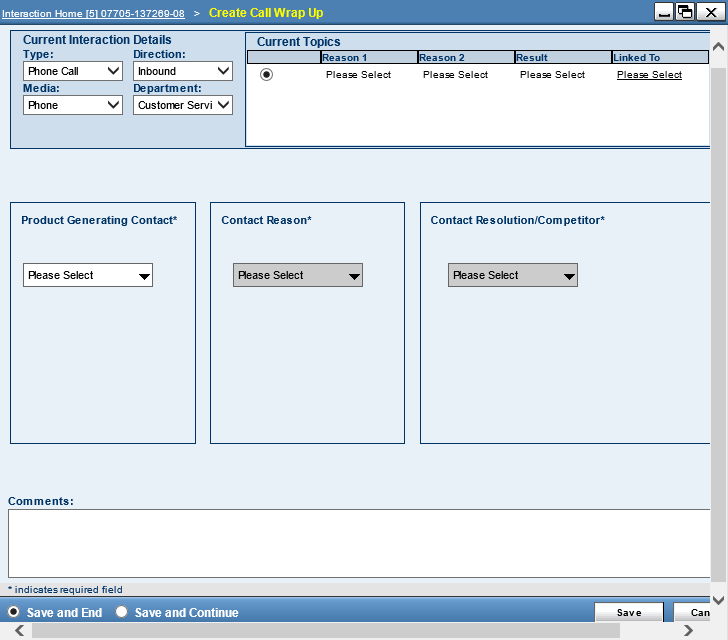 Interaction Home [5] 07705-137269-08 > Create Call Wrap Up
Current Interaction Details
Type: Direction:
Phone Call Inbound
Media: Department:
Phone Customer Servi
Current Topics
Reason 1 Reason 2 Result Linked To
Please Select Please Select Please Select Please Select
Product Generating Contact*
Please Select
Contact Reason*
Please Select
Contact Resolution/Competitor*
Please Select
Comments:
* indicates required field
Save and End Save and Continue Save Can